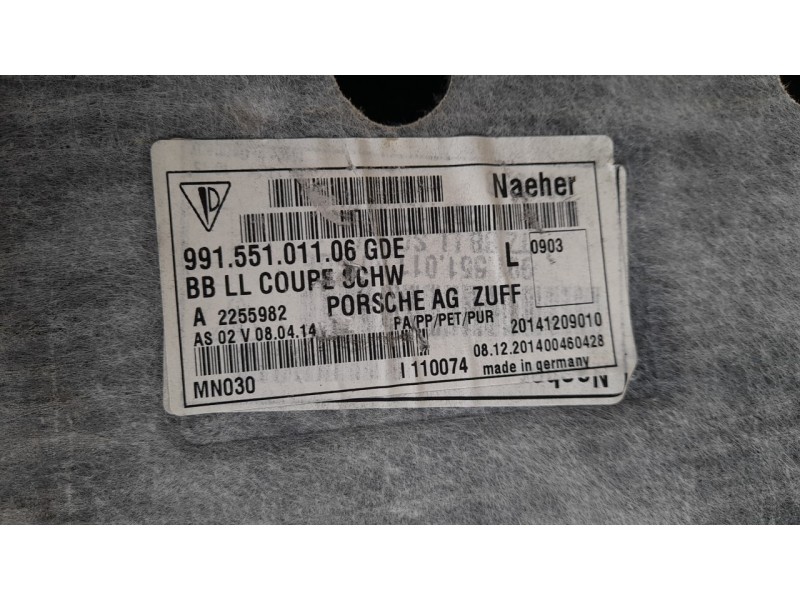 Naeher
991.551.011.06 GDE
L 0903
BB LL COUPE SCHW
A 2255982
PORSCHE AG ZUFF
AS 02 V 08.04.14
PA/PP/PET/PUR
20141209010
I 110074
08.12.201400460428
MN030
made in germany
Naeher